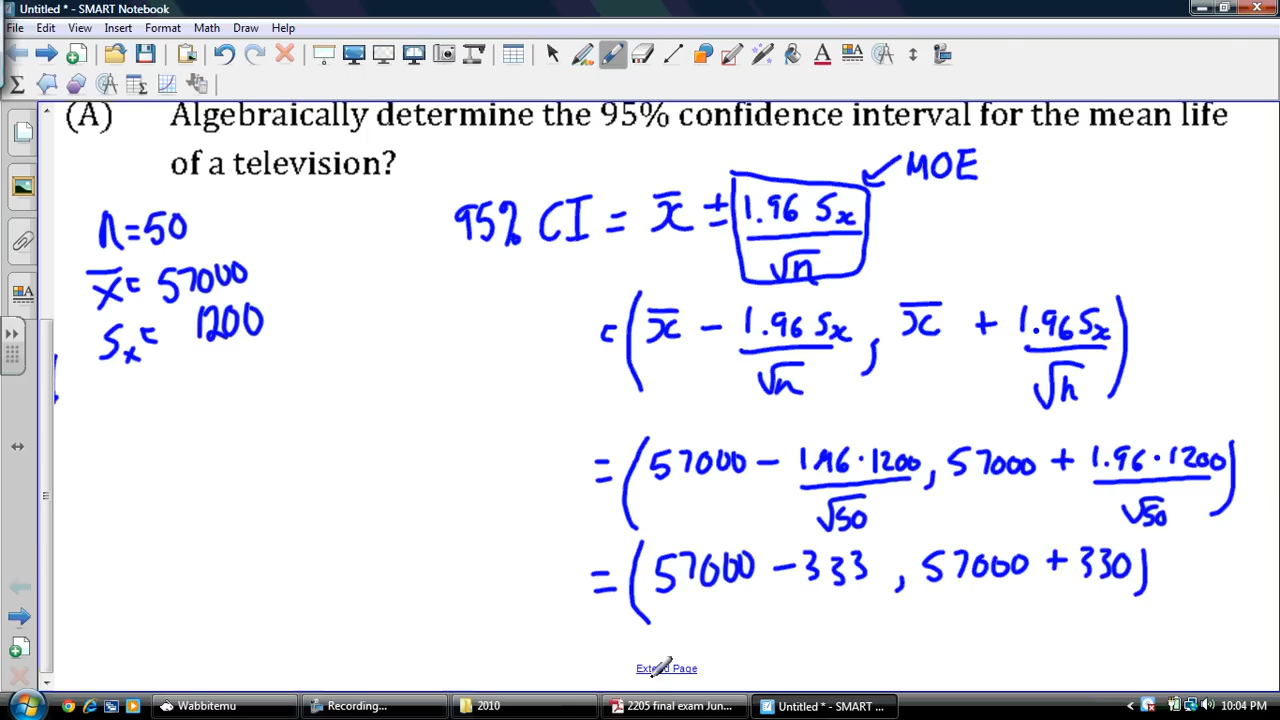 Untitled * - SMART Notebook
File Edit View Insert Format Math Draw Help
(A) Algebraically determine the 95% confidence interval for the mean life
of a television?
MOE
n=50
95% CI = x̄ ± 1.96 Sx / √n
x̄ = 57000
Sx = 1200
= (x̄ - 1.96 Sx / √n, x̄ + 1.96 Sx / √n)
= (57000 - 1.96 · 1200 / √50, 57000 + 1.96 · 1200 / √50)
= (57000 - 333, 57000 + 330)
Extend Page
Wabbitemu Recording... 2010 2205 final exam Jun... Untitled * - SMART ... 10:04 PM